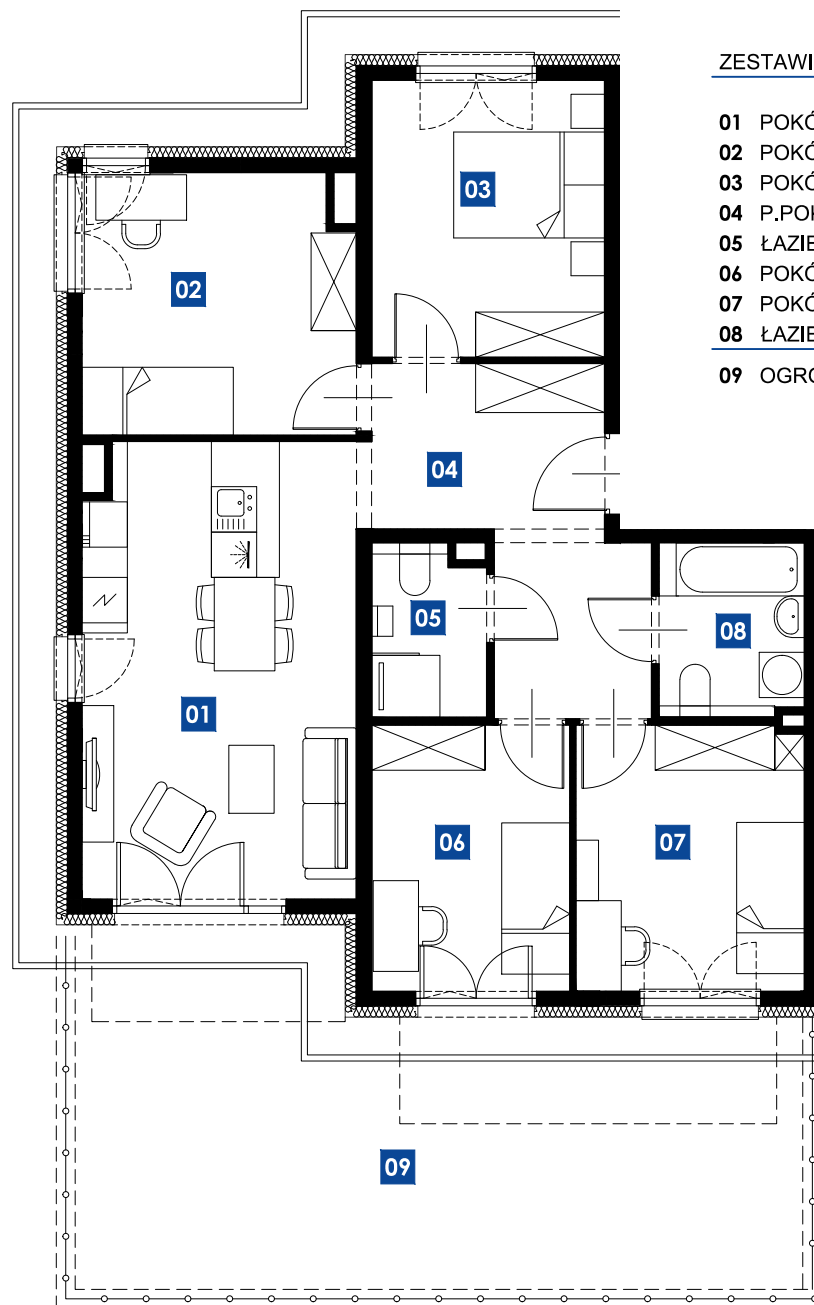 ZESTAWI
01 POKÓ
02 POKÓ
03 POKÓ
04 P.POK
05 ŁAZIE
06 POKÓ
07 POKÓ
08 ŁAZIE
09 OGRO
03
02
04
05
08
01
06
07
09